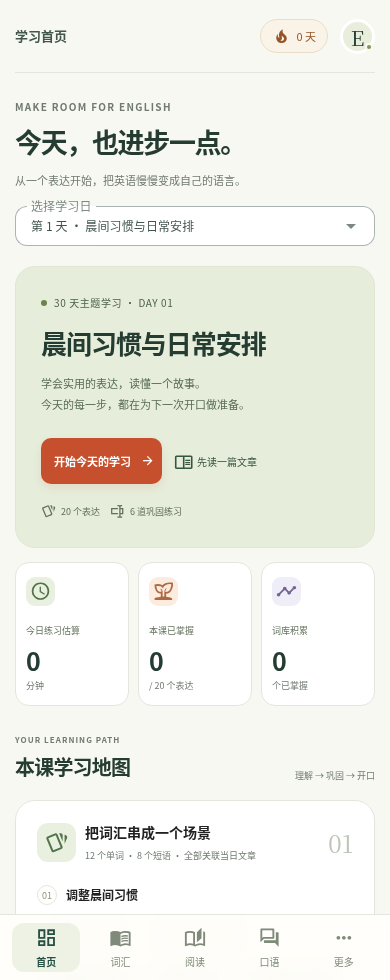 学习首页
0 天
E
MAKE ROOM FOR ENGLISH
今天，也进步一点。
从一个表达开始，把英语慢慢变成自己的语言。
选择学习日
第 1 天 · 晨间习惯与日常安排
30 天主题学习 · DAY 01
晨间习惯与日常安排
学会实用的表达，读懂一个故事。
今天的每一步，都在为下一次开口做准备。
开始今天的学习 →
先读一篇文章
20 个表达
6 道巩固练习
今日练习估算
0
分钟
本课已掌握
0
/ 20 个表达
词库积累
0
个已掌握
YOUR LEARNING PATH
本课学习地图
理解 → 巩固 → 开口
把词汇串成一个场景
12 个单词 · 8 个短语 · 全部关联当日文章
01
01 调整晨间习惯
首页
词汇
阅读
口语
更多